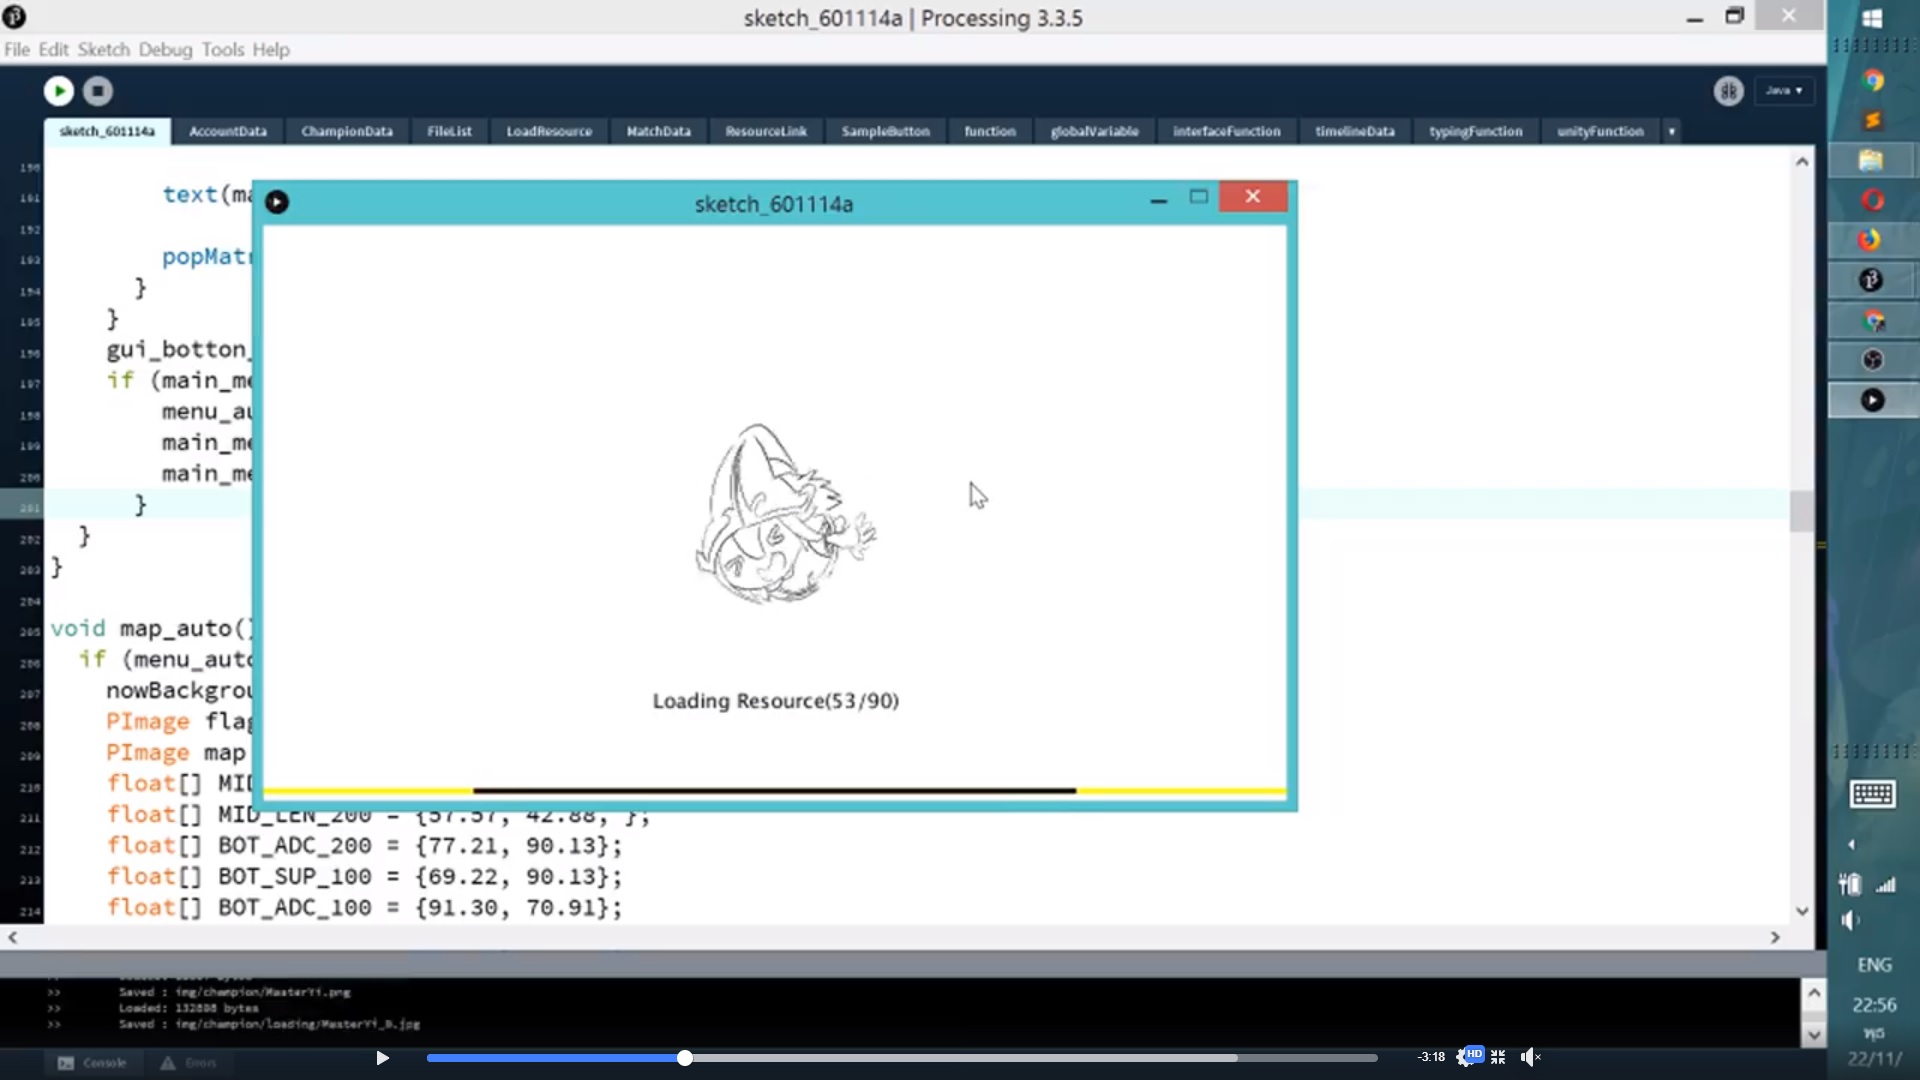 sketch_601114a | Processing 3.3.5
File Edit Sketch Debug Tools Help
Java ▾
sketch_601114a AccountData ChampionData FileList LoadResource MatchData ResourceLink SampleButton function globalVariable interfaceFunction timelineData typingFunction unityFunction ▾
190
191 text(ma
192
193 popMatr
194 }
195 }
196 gui_botton_
197 if (main_me
198 menu_au
199 main_me
200 main_me
201 }
202 }
203 }
204
205 void map_auto()
206 if (menu_auto
207 nowBackgrou
208 PImage flag
209 PImage map
210 float[] MID
211 MID_LEN_200 = {57.57, 42.88, };
212 float[] BOT_ADC_200 = {77.21, 90.13};
213 float[] BOT_SUP_100 = {69.22, 90.13};
214 float[] BOT_ADC_100 = {91.30, 70.91};
sketch_601114a
Loading Resource(53/90)
>> Saved : img/champion/MasterYi.png
>> Loaded: 132808 bytes
>> Saved : img/champion/loading/MasterYi_0.jpg
Console Errors
-3:18 HD
ENG
22:56
พุธ
22/11/